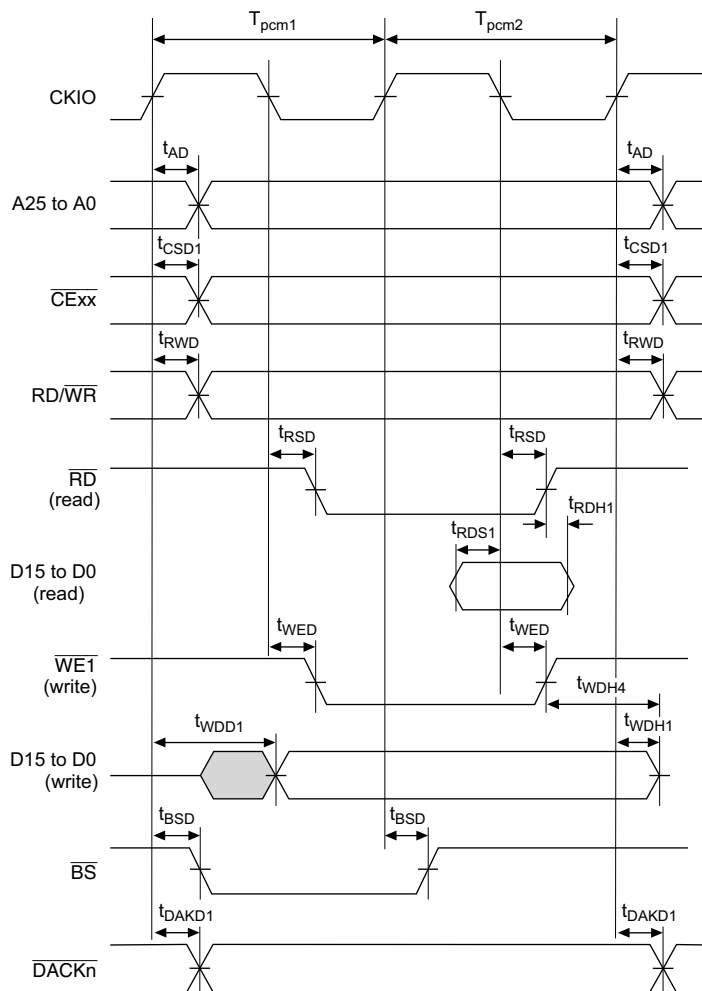 Tpcm1 Tpcm2
CKIO
tAD tAD
A25 to A0
tCSD1 tCSD1
CExx
tRWD tRWD
RD/WR
tRSD tRSD
RD
(read)
tRDH1
tRDS1
D15 to D0
(read)
tWED tWED
WE1
(write)
tWDH4
tWDD1 tWDH1
D15 to D0
(write)
tBSD tBSD
BS
tDAKD1 tDAKD1
DACKn